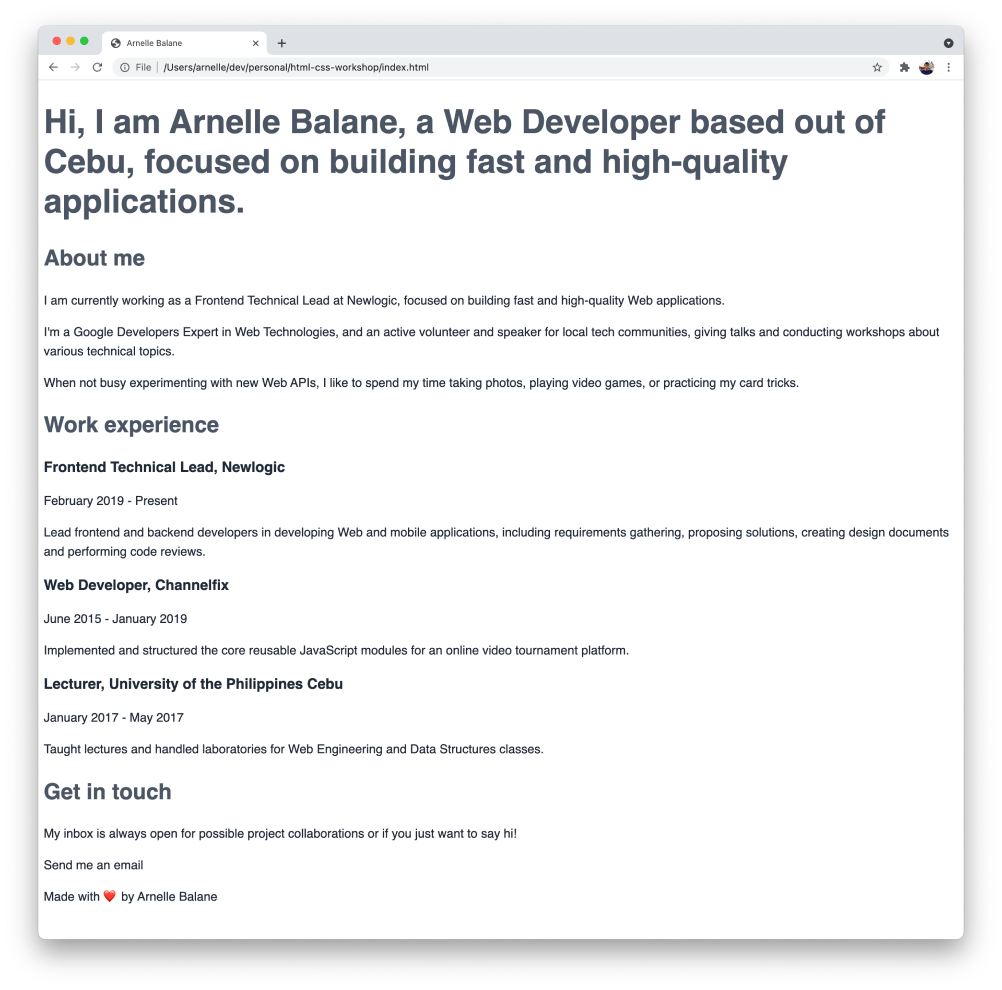 Arnelle Balane
File | /Users/arnelle/dev/personal/html-css-workshop/index.html
Hi, I am Arnelle Balane, a Web Developer based out of
Cebu, focused on building fast and high-quality
applications.
About me
I am currently working as a Frontend Technical Lead at Newlogic, focused on building fast and high-quality Web applications.
I'm a Google Developers Expert in Web Technologies, and an active volunteer and speaker for local tech communities, giving talks and conducting workshops about
various technical topics.
When not busy experimenting with new Web APIs, I like to spend my time taking photos, playing video games, or practicing my card tricks.
Work experience
Frontend Technical Lead, Newlogic
February 2019 - Present
Lead frontend and backend developers in developing Web and mobile applications, including requirements gathering, proposing solutions, creating design documents
and performing code reviews.
Web Developer, Channelfix
June 2015 - January 2019
Implemented and structured the core reusable JavaScript modules for an online video tournament platform.
Lecturer, University of the Philippines Cebu
January 2017 - May 2017
Taught lectures and handled laboratories for Web Engineering and Data Structures classes.
Get in touch
My inbox is always open for possible project collaborations or if you just want to say hi!
Send me an email
Made with ❤️ by Arnelle Balane